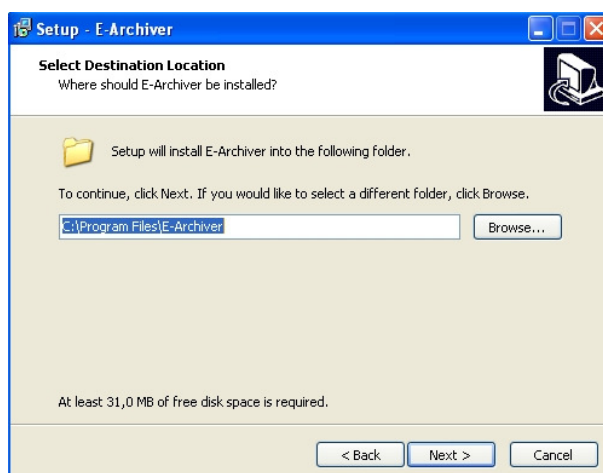 Setup - E-Archiver
Select Destination Location
Where should E-Archiver be installed?
Setup will install E-Archiver into the following folder.
To continue, click Next. If you would like to select a different folder, click Browse.
C:\Program Files\E-Archiver
Browse...
At least 31,0 MB of free disk space is required.
< Back
Next >
Cancel